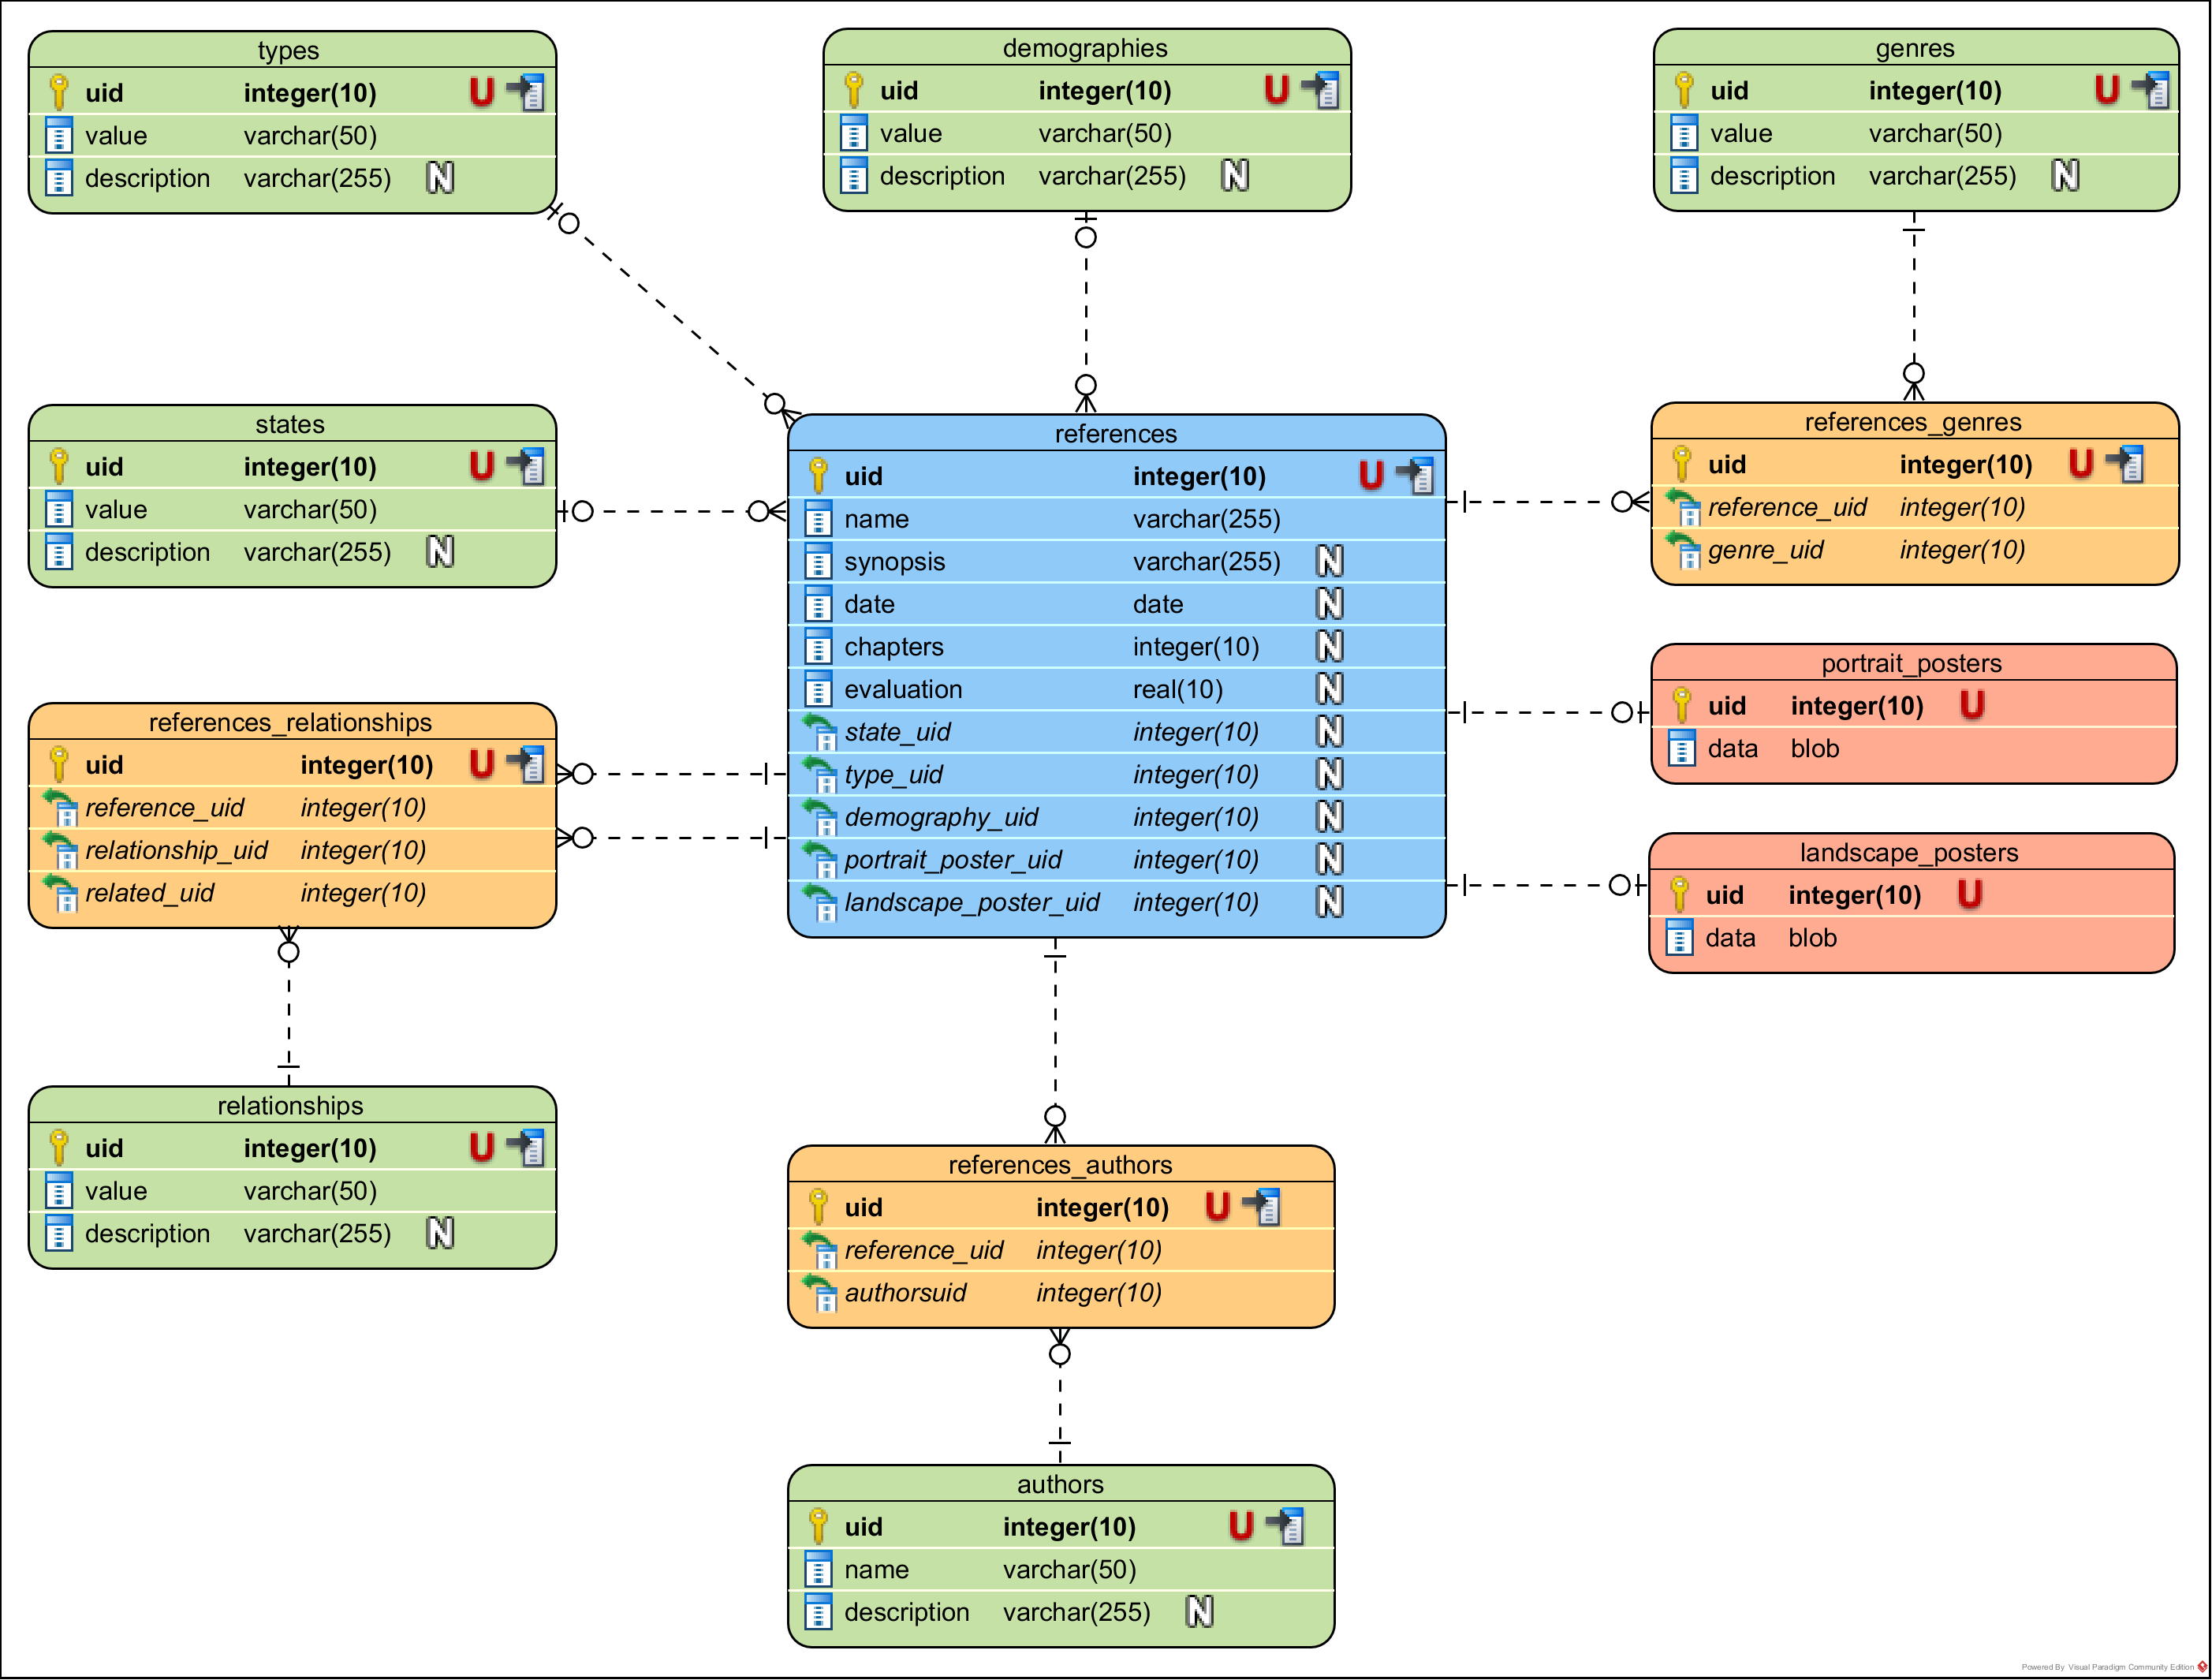 types
uid integer(10) U
value varchar(50)
description varchar(255) N
demographies
uid integer(10) U
value varchar(50)
description varchar(255) N
genres
uid integer(10) U
value varchar(50)
description varchar(255) N
states
uid integer(10) U
value varchar(50)
description varchar(255) N
references
uid integer(10) U
name varchar(255)
synopsis varchar(255) N
date date N
chapters integer(10) N
evaluation real(10) N
state_uid integer(10) N
type_uid integer(10) N
demography_uid integer(10) N
portrait_poster_uid integer(10) N
landscape_poster_uid integer(10) N
references_genres
uid integer(10) U
reference_uid integer(10)
genre_uid integer(10)
portrait_posters
uid integer(10) U
data blob
landscape_posters
uid integer(10) U
data blob
references_relationships
uid integer(10) U
reference_uid integer(10)
relationship_uid integer(10)
related_uid integer(10)
relationships
uid integer(10) U
value varchar(50)
description varchar(255) N
references_authors
uid integer(10) U
reference_uid integer(10)
authorsuid integer(10)
authors
uid integer(10) U
name varchar(50)
description varchar(255) N
Powered By Visual Paradigm Community Edition